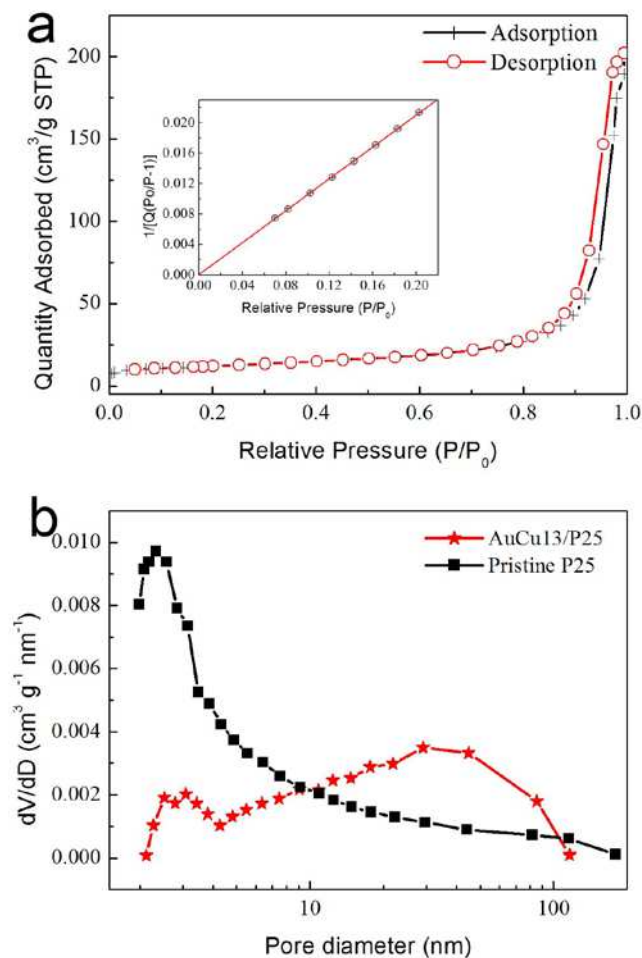 a
Adsorption
Desorption
Quantity Adsorbed (cm³/g STP)
200
150
100
50
0
0.0 0.2 0.4 0.6 0.8 1.0
Relative Pressure (P/P₀)
1/[Q(Po/P-1)]
0.020
0.016
0.012
0.008
0.004
0.000
0.00 0.04 0.08 0.12 0.16 0.20
Relative Pressure (P/P₀)
b
AuCu13/P25
Pristine P25
dV/dD (cm³ g⁻¹ nm⁻¹)
0.010
0.008
0.006
0.004
0.002
0.000
10 100
Pore diameter (nm)